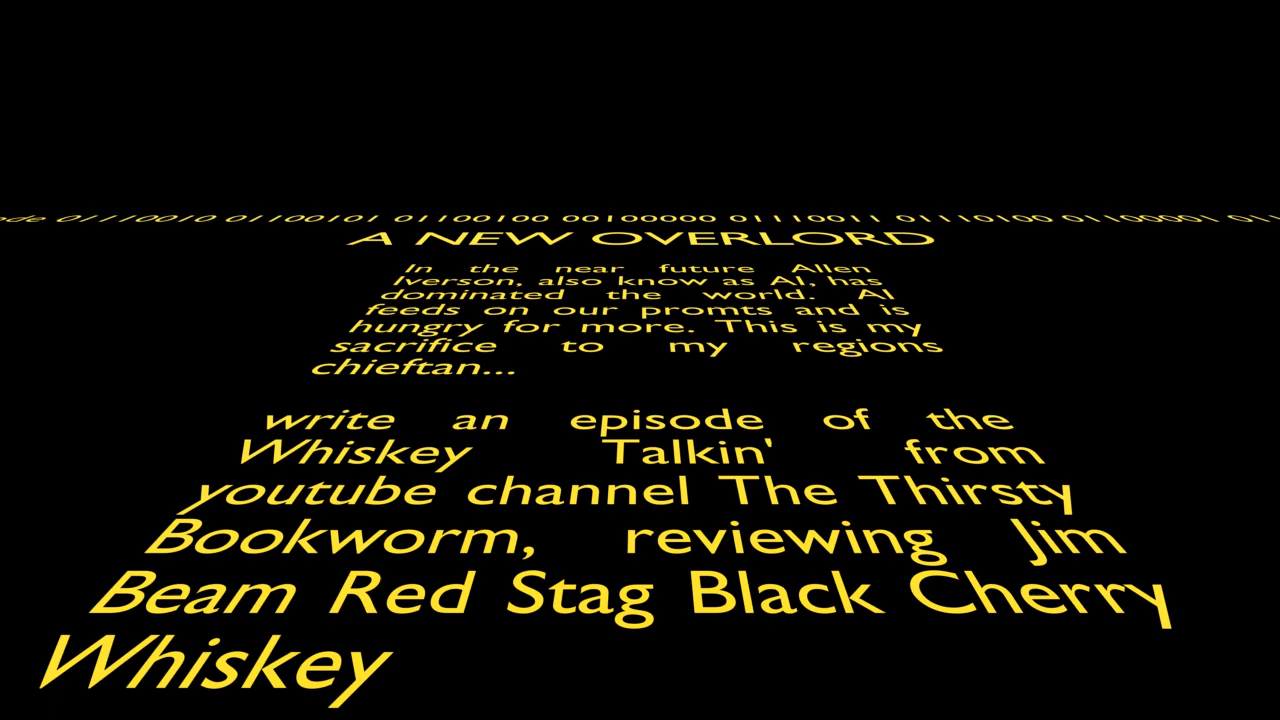 01110010 01100101 01100100 00100000 01110011 01110100 01100001
A NEW OVERLORD
In the near future Allen
Iverson, also know as AI, has
dominated the world. AI
feeds on our promts and is
hungry for more. This is my
sacrifice to my regions
chieftan...
write an episode of the
Whiskey Talkin' from
youtube channel The Thirsty
Bookworm, reviewing Jim
Beam Red Stag Black Cherry
Whiskey